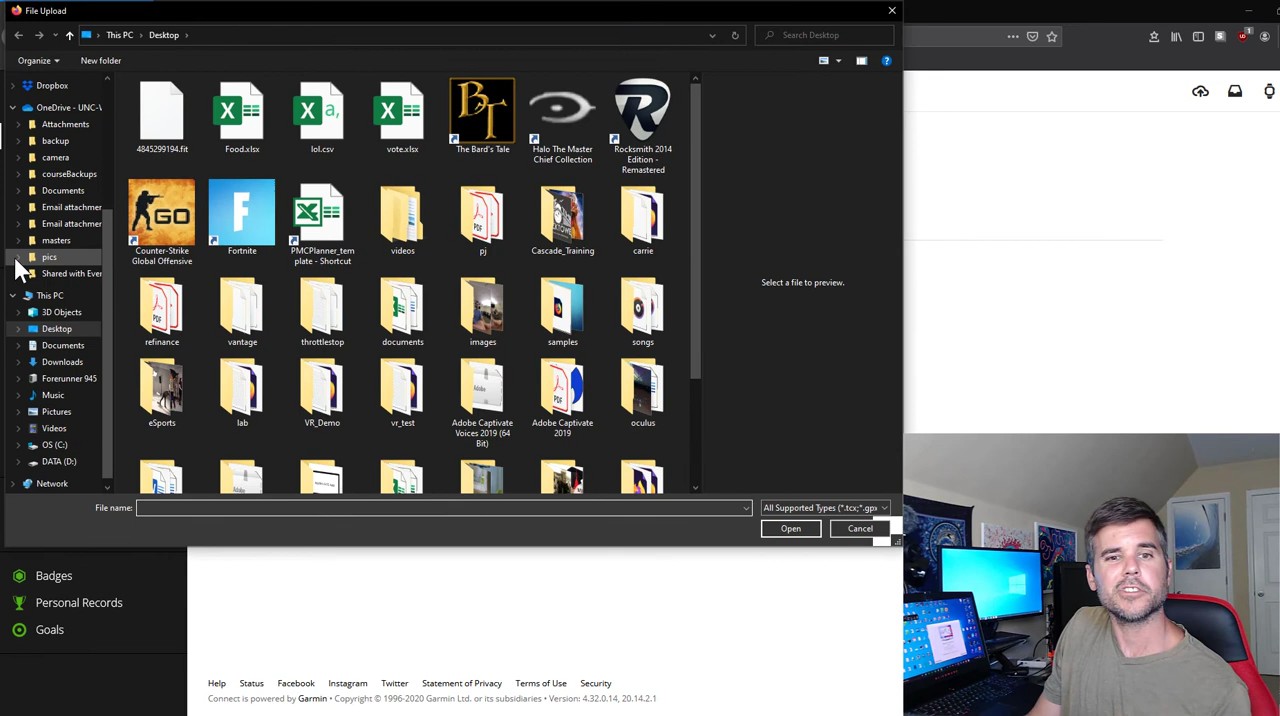 File Upload
This PC > Desktop >
Search Desktop
Organize
New folder
Dropbox
OneDrive - UNC-W
Attachments
backup
camera
courseBackups
Documents
Email attachmer
Email attachmer
masters
pics
Shared with Ever
This PC
3D Objects
Desktop
Documents
Downloads
Forerunner 945
Music
Pictures
Videos
OS (C:)
DATA (D:)
Network
4845299194.fit
Food.xlsx
lol.csv
vote.xlsx
The Bard's Tale
Halo The Master
Chief Collection
Rocksmith 2014
Edition -
Remastered
Counter-Strike
Global Offensive
Fortnite
PMCPlanner_tem
plate - Shortcut
videos
pj
Cascade_Training
carrie
refinance
vantage
throttlestop
documents
images
samples
songs
eSports
lab
VR_Demo
vr_test
Adobe Captivate
Voices 2019 (64
Bit)
Adobe Captivate
2019
oculus
Select a file to preview.
File name:
All Supported Types (*.tcx;*.gpx
Open
Cancel
Badges
Personal Records
Goals
Help
Status
Facebook
Instagram
Twitter
Statement of Privacy
Terms of Use
Security
Connect is powered by Garmin • Copyright © 1996-2020 Garmin Ltd. or its subsidiaries • Version: 4.32.0.14, 20.14.2.1